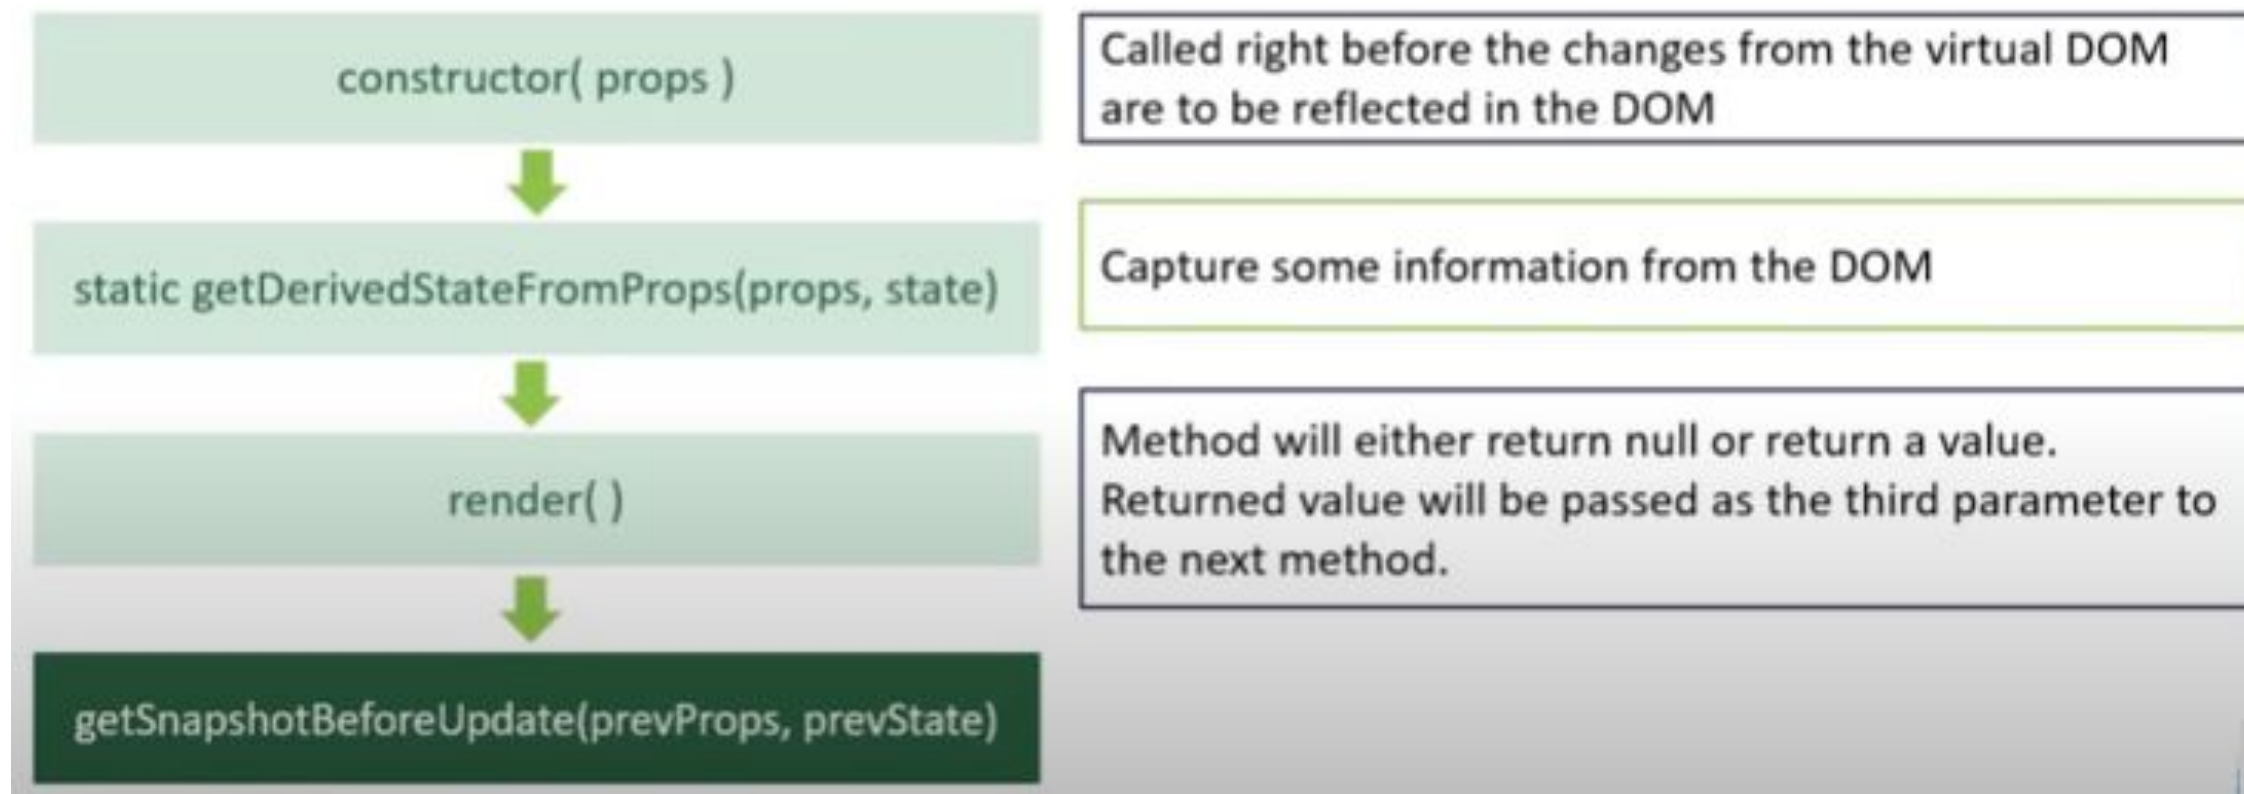 constructor( props )
static getDerivedStateFromProps(props, state)
render( )
getSnapshotBeforeUpdate(prevProps, prevState)
Called right before the changes from the virtual DOM
are to be reflected in the DOM
Capture some information from the DOM
Method will either return null or return a value.
Returned value will be passed as the third parameter to
the next method.